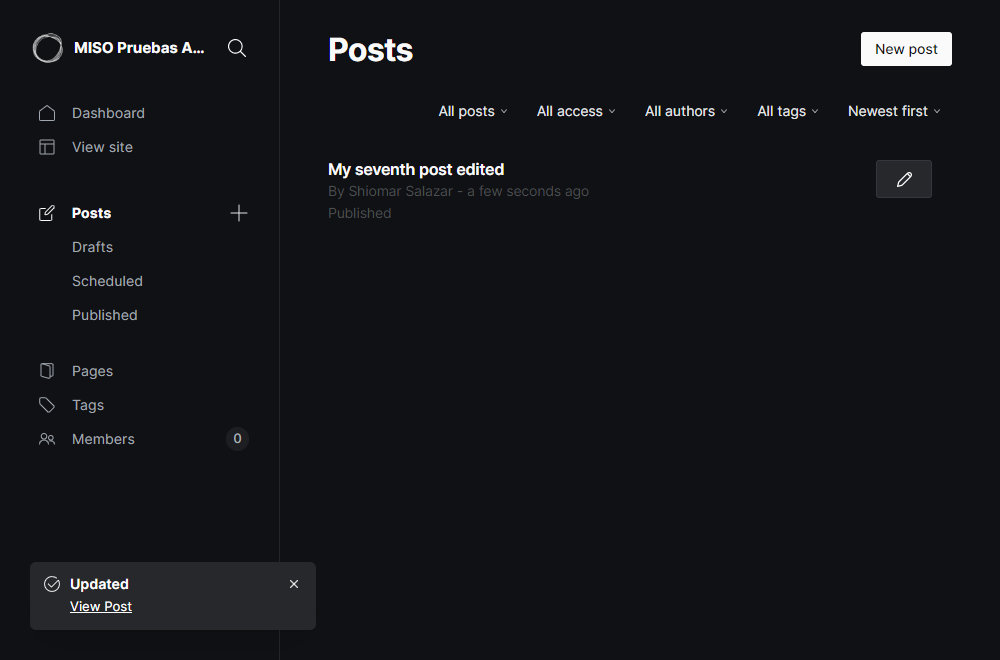 MISO Pruebas A...
Dashboard
View site
Posts
Drafts
Scheduled
Published
Pages
Tags
Members
0
Posts
New post
All posts
All access
All authors
All tags
Newest first
My seventh post edited
By Shiomar Salazar - a few seconds ago
Published
Updated
View Post